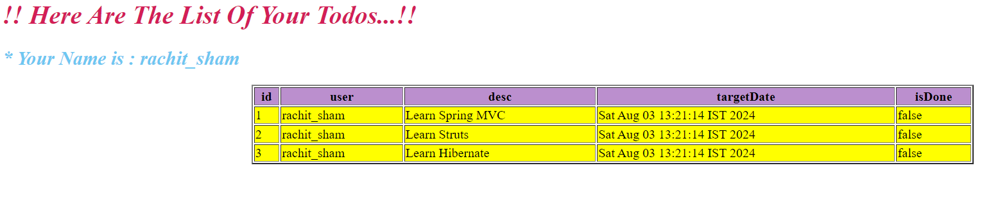 !! Here Are The List Of Your Todos...!!
* Your Name is : rachit_sham
id user desc targetDate isDone
1 rachit_sham Learn Spring MVC Sat Aug 03 13:21:14 IST 2024 false
2 rachit_sham Learn Struts Sat Aug 03 13:21:14 IST 2024 false
3 rachit_sham Learn Hibernate Sat Aug 03 13:21:14 IST 2024 false